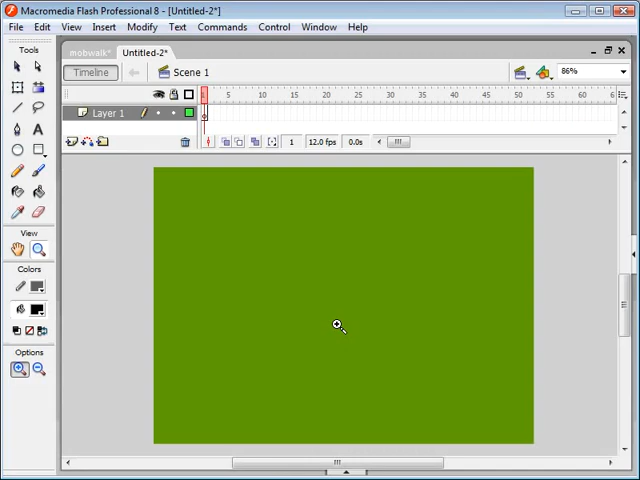 Macromedia Flash Professional 8 - [Untitled-2*]
File Edit View Insert Modify Text Commands Control Window Help
Tools
mobwalk* Untitled-2*
Timeline Scene 1 86%
1 5 10 15 20 25 30 35 40 45 50 55 60
Layer 1
1 12.0 fps 0.0s
A
View
Colors
Options